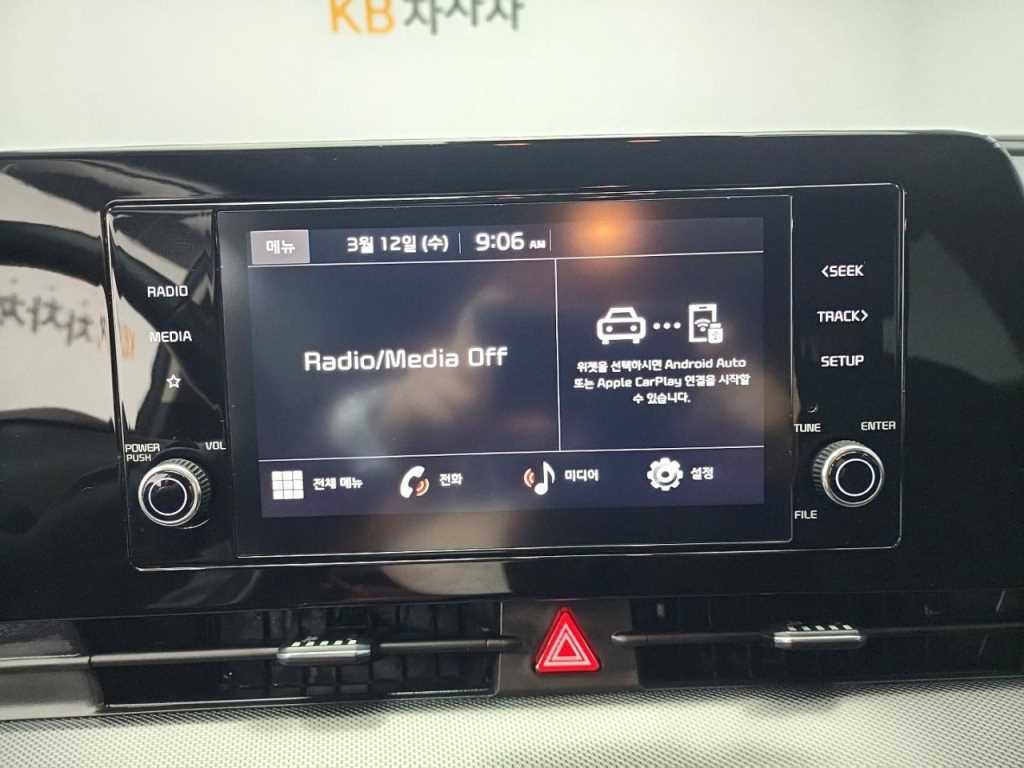 KB 차차차
메뉴 3월 12일 (수) 9:06 AM
RADIO
MEDIA
POWER
PUSH
VOL
Radio/Media Off
위젯을 선택하시면 Android Auto
또는 Apple CarPlay 연결을 시작할
수 있습니다.
전체 메뉴 전화 미디어 설정
<SEEK
TRACK>
SETUP
TUNE
ENTER
FILE